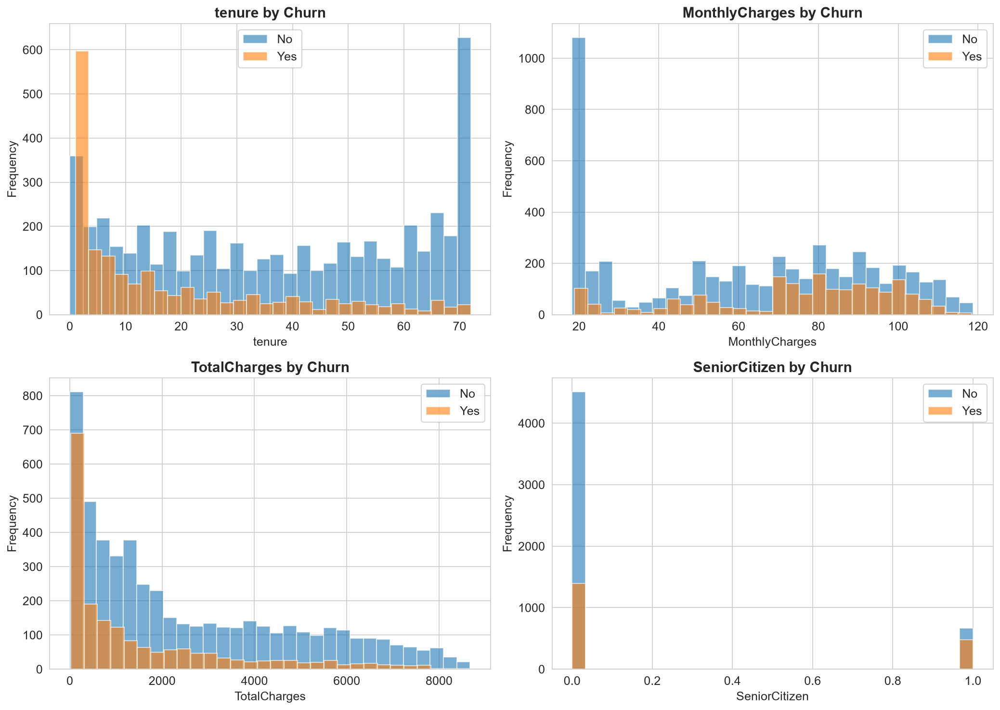 tenure by Churn
No
Yes
Frequency
600
500
400
300
200
100
0
0 10 20 30 40 50 60 70
tenure
MonthlyCharges by Churn
No
Yes
Frequency
1000
800
600
400
200
0
20 40 60 80 100 120
MonthlyCharges
TotalCharges by Churn
No
Yes
Frequency
800
700
600
500
400
300
200
100
0
0 2000 4000 6000 8000
TotalCharges
SeniorCitizen by Churn
No
Yes
Frequency
4000
3000
2000
1000
0
0.0 0.2 0.4 0.6 0.8 1.0
SeniorCitizen